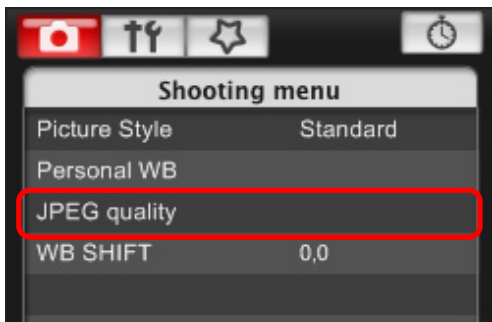 Shooting menu
Picture Style Standard
Personal WB
JPEG quality
WB SHIFT 0,0